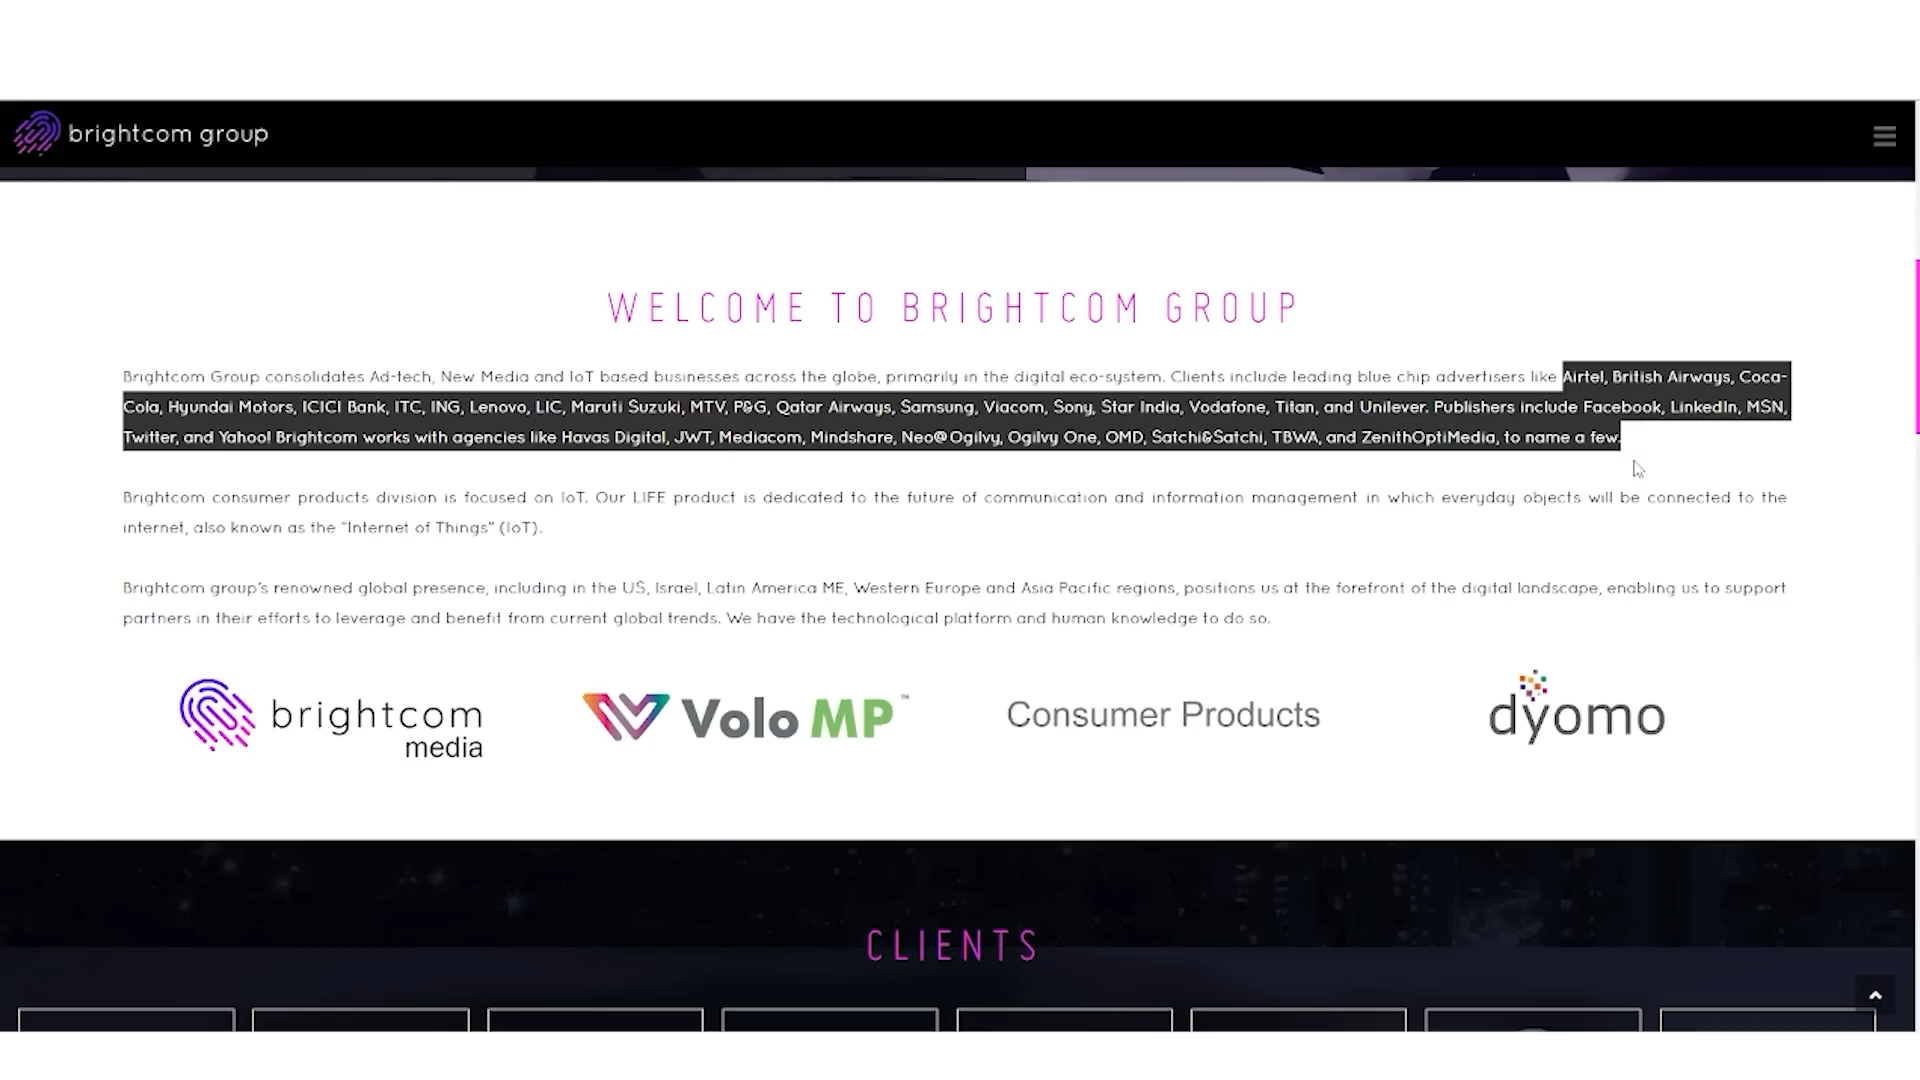 brightcom group
WELCOME TO BRIGHTCOM GROUP
Brightcom Group consolidates Ad-tech, New Media and IoT based businesses across the globe, primarily in the digital eco-system. Clients include leading blue chip advertisers like Airtel, British Airways, Coca-
Cola, Hyundai Motors, ICICI Bank, ITC, ING, Lenovo, LIC, Maruti Suzuki, MTV, P&G, Qatar Airways, Samsung, Viacom, Sony, Star India, Vodafone, Titan, and Unilever. Publishers include Facebook, LinkedIn, MSN,
Twitter, and Yahoo! Brightcom works with agencies like Havas Digital, JWT, Mediacom, Mindshare, Neo@Ogilvy, Ogilvy One, OMD, Satchi&Satchi, TBWA, and ZenithOptiMedia, to name a few.
Brightcom consumer products division is focused on IoT. Our LIFE product is dedicated to the future of communication and information management in which everyday objects will be connected to the
internet, also known as the "Internet of Things" (IoT).
Brightcom group's renowned global presence, including in the US, Israel, Latin America ME, Western Europe and Asia Pacific regions, positions us at the forefront of the digital landscape, enabling us to support
partners in their efforts to leverage and benefit from current global trends. We have the technological platform and human knowledge to do so.
brightcom media
Volo MP™
Consumer Products
dyomo
CLIENTS